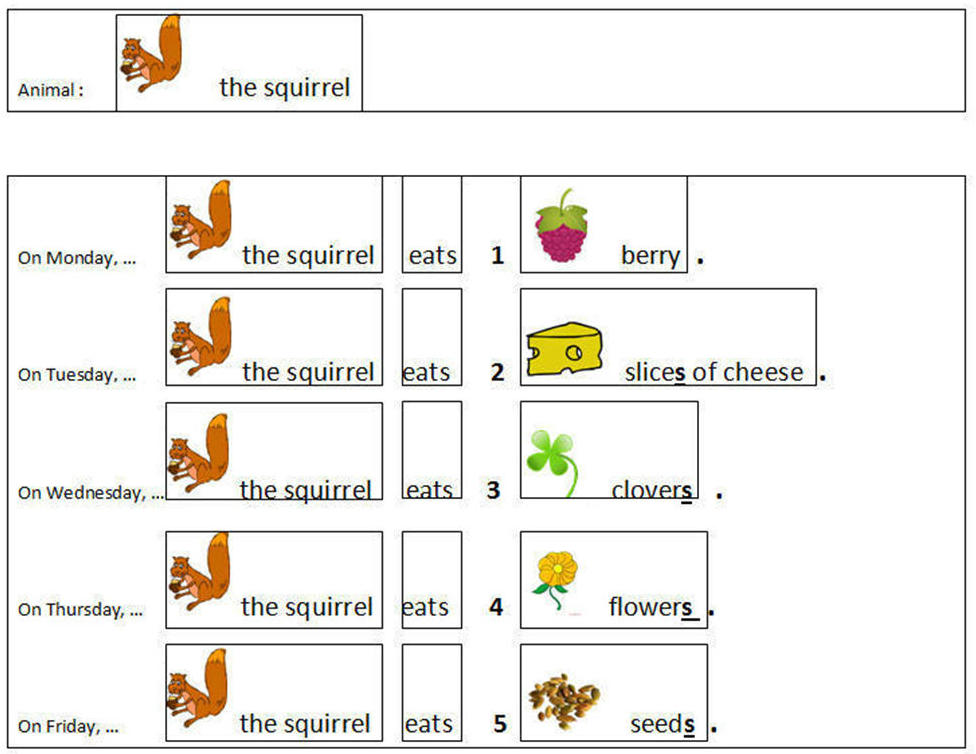 Animal : the squirrel
On Monday, ... the squirrel eats 1 berry .
On Tuesday, ... the squirrel eats 2 slices of cheese .
On Wednesday, ... the squirrel eats 3 clovers .
On Thursday, ... the squirrel eats 4 flowers .
On Friday, ... the squirrel eats 5 seeds .